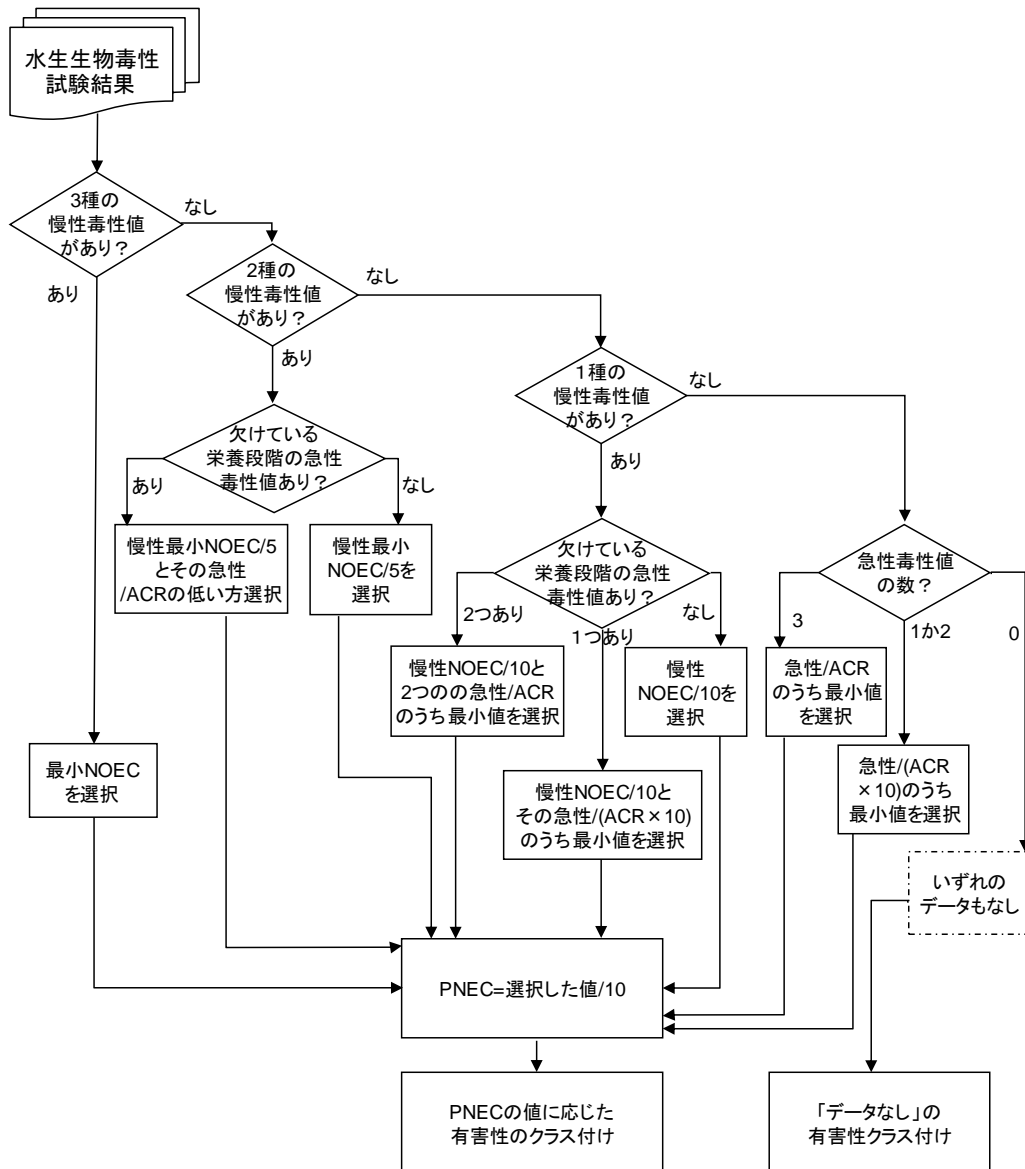 水生生物毒性
試験結果
3種の
慢性毒性値
があり？
なし
あり
2種の
慢性毒性値
があり？
なし
あり
１種の
慢性毒性値
があり？
なし
あり
欠けている
栄養段階の急性
毒性値あり？
あり
なし
慢性最小NOEC/5
とその急性
/ACRの低い方選択
慢性最小
NOEC/5を
選択
欠けている
栄養段階の急性
毒性値あり？
2つあり
１つあり
なし
急性毒性値
の数？
3
1か2
0
慢性NOEC/10と
2つのの急性/ACR
のうち最小値を選択
慢性
NOEC/10を
選択
急性/ACR
のうち最小値
を選択
最小NOEC
を選択
慢性NOEC/10と
その急性/(ACR×10)
のうち最小値を選択
急性/(ACR
×10)のうち
最小値を選択
いずれの
データもなし
PNEC=選択した値/10
PNECの値に応じた
有害性のクラス付け
「データなし」の
有害性クラス付け